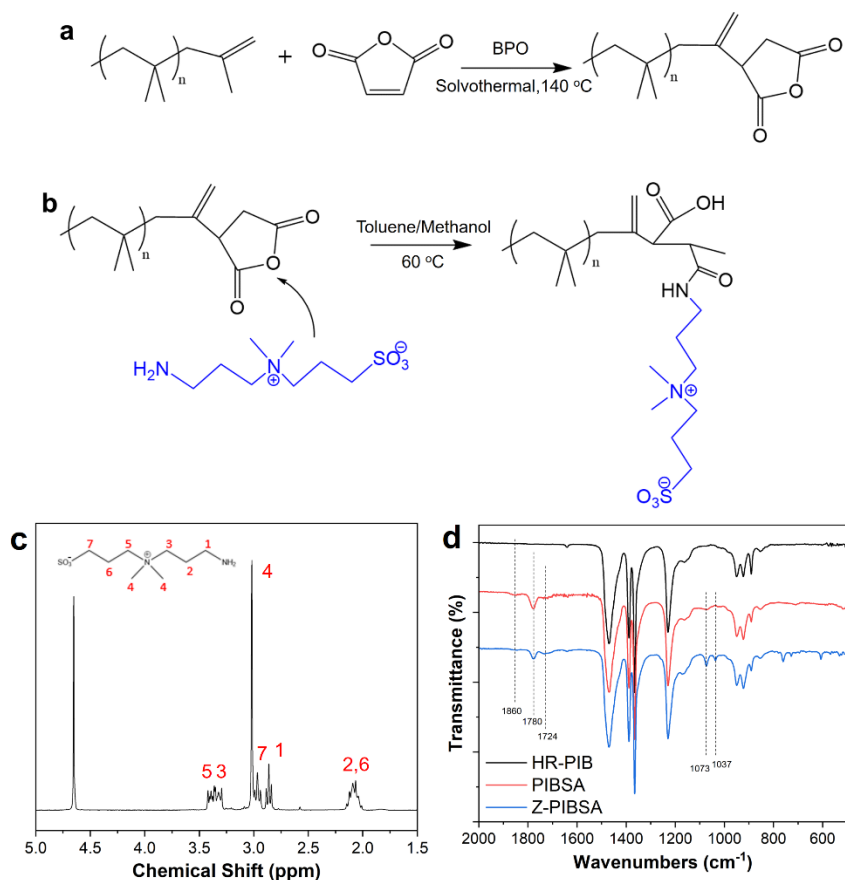 a
n
+
O
O
O
BPO
Solvothermal,140 °C
n
O
O
O
b
n
O
O
O
Toluene/Methanol
60 °C
n
O
OH
O
HN
N
⊕
O₃S
⊖
H₂N
N
⊕
SO₃
⊖
c
7 5 3 1
SO₃⁻ N⁺ NH₂
6 2
4 4
4
5 3
7
1
2,6
5.0 4.5 4.0 3.5 3.0 2.5 2.0 1.5
Chemical Shift (ppm)
d
Transmittance (%)
1860
1780
1724
1073
1037
HR-PIB
PIBSA
Z-PIBSA
2000 1800 1600 1400 1200 1000 800 600
Wavenumbers (cm⁻¹)